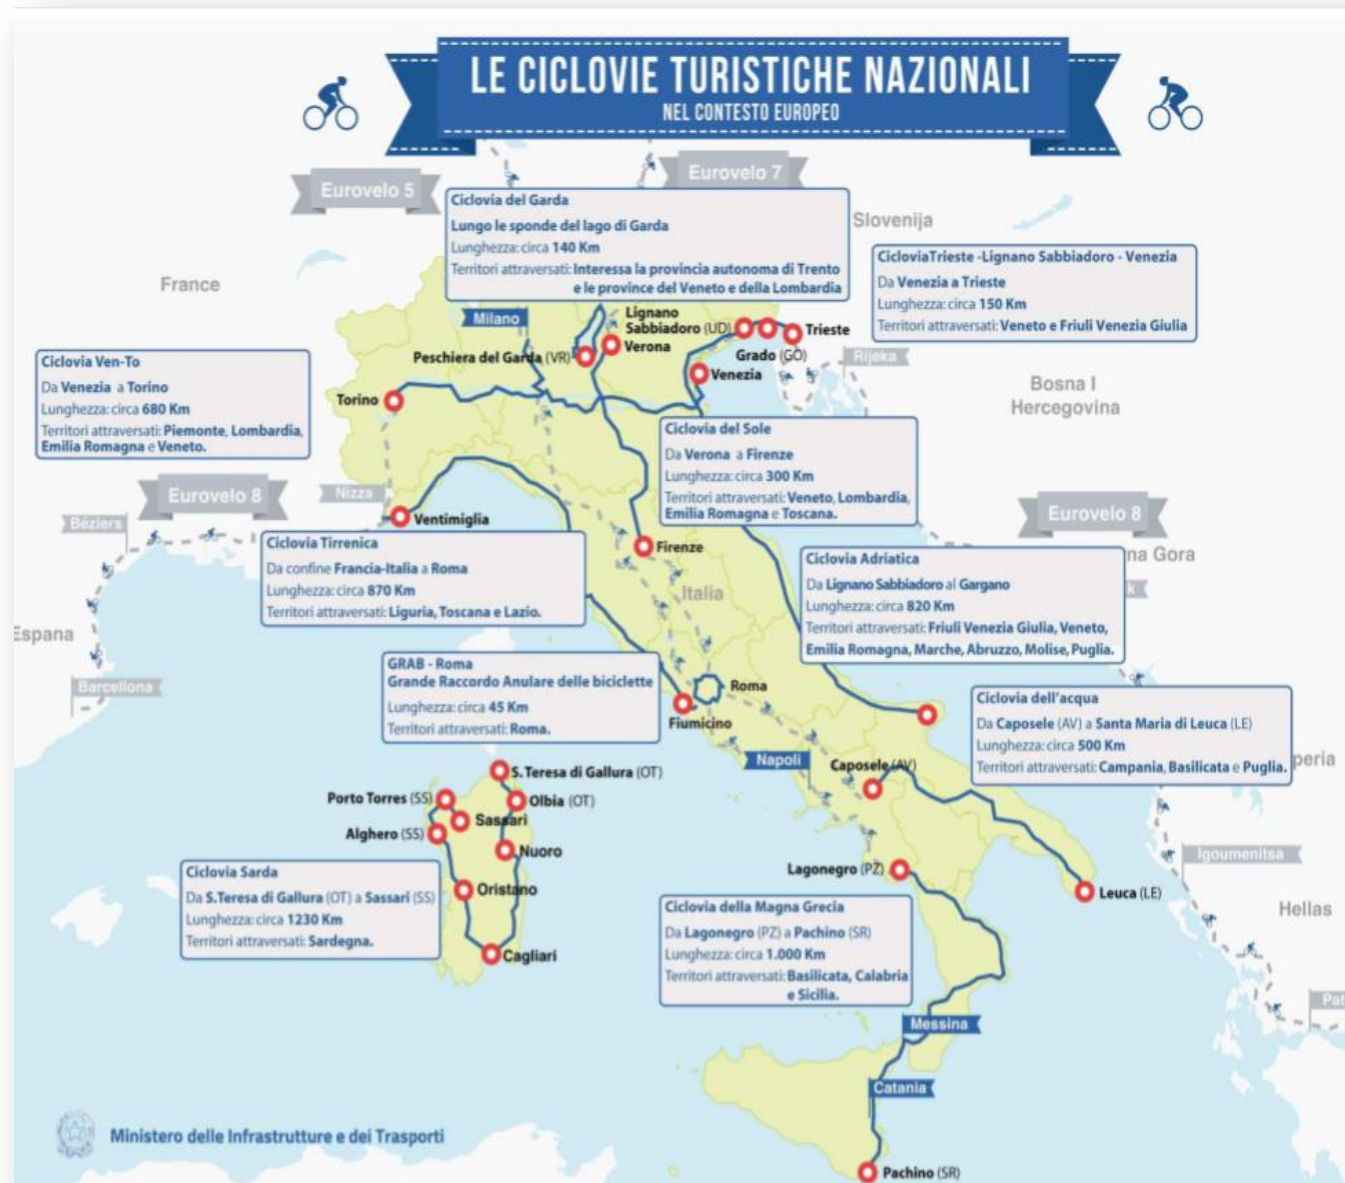 LE CICLOVIE TURISTICHE NAZIONALI
NEL CONTESTO EUROPEO
Eurovelo 5
Eurovelo 7
Slovenija
France
Ciclovia del Garda
Lungo le sponde del lago di Garda
Lunghezza: circa 140 Km
Territori attraversati: Interessa la provincia autonoma di Trento
e le province del Veneto e della Lombardia
CicloviaTrieste -Lignano Sabbiadoro - Venezia
Da Venezia a Trieste
Lunghezza: circa 150 Km
Territori attraversati: Veneto e Friuli Venezia Giulia
Milano
Lignano
Sabbiadoro (UD)
Trieste
Verona
Peschiera del Garda (VR)
Grado (GO)
Rijeka
Venezia
Bosna I
Hercegovina
Ciclovia Ven-To
Da Venezia a Torino
Lunghezza: circa 680 Km
Territori attraversati: Piemonte, Lombardia,
Emilia Romagna e Veneto.
Torino
Ciclovia del Sole
Da Verona a Firenze
Lunghezza: circa 300 Km
Territori attraversati: Veneto, Lombardia,
Emilia Romagna e Toscana.
Eurovelo 8
Nizza
Béziers
Ventimiglia
Eurovelo 8
Ciclovia Tirrenica
Da confine Francia-Italia a Roma
Lunghezza: circa 870 Km
Territori attraversati: Liguria, Toscana e Lazio.
Firenze
Italia
Ciclovia Adriatica
Da Lignano Sabbiadoro al Gargano
Lunghezza: circa 820 Km
Territori attraversati: Friuli Venezia Giulia, Veneto,
Emilia Romagna, Marche, Abruzzo, Molise, Puglia.
na Gora
Espana
Barcellona
GRAB - Roma
Grande Raccordo Anulare delle biciclette
Lunghezza: circa 45 Km
Territori attraversati: Roma.
Roma
Fiumicino
Ciclovia dell'acqua
Da Caposele (AV) a Santa Maria di Leuca (LE)
Lunghezza: circa 500 Km
Territori attraversati: Campania, Basilicata e Puglia.
peria
Napoli
Caposele (AV)
S. Teresa di Gallura (OT)
Porto Torres (SS)
Olbia (OT)
Sassari
Alghero (SS)
Nuoro
Oristano
Cagliari
Ciclovia Sarda
Da S.Teresa di Gallura (OT) a Sassari (SS)
Lunghezza: circa 1230 Km
Territori attraversati: Sardegna.
Lagonegro (PZ)
Leuca (LE)
Igoumenitsa
Hellas
Ciclovia della Magna Grecia
Da Lagonegro (PZ) a Pachino (SR)
Lunghezza: circa 1.000 Km
Territori attraversati: Basilicata, Calabria
e Sicilia.
Pat
Messina
Catania
Pachino (SR)
Ministero delle Infrastrutture e dei Trasporti